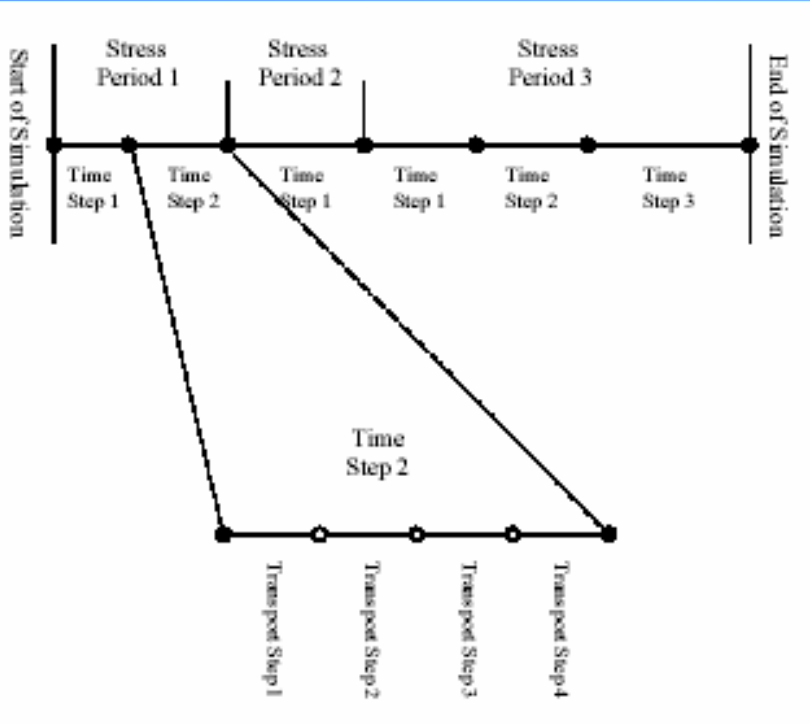 Start of Simulation
Stress
Period 1
Stress
Period 2
Stress
Period 3
End of Simulation
Time
Step 1
Time
Step 2
Time
Step 1
Time
Step 1
Time
Step 2
Time
Step 3
Time
Step 2
Transport Step 1
Transport Step 2
Transport Step 3
Transport Step 4